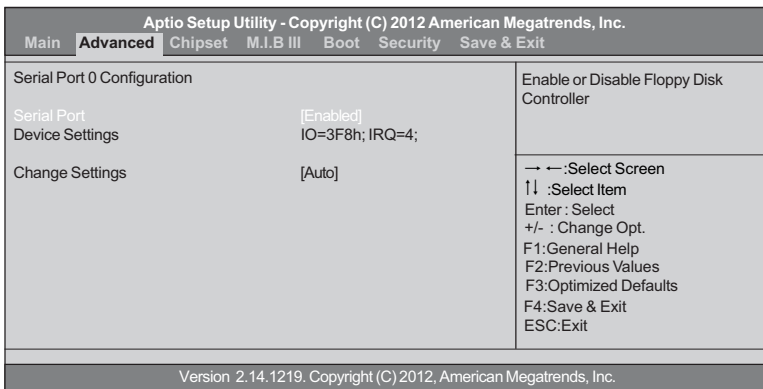 Aptio Setup Utility - Copyright (C) 2012 American Megatrends, Inc.
Main Advanced Chipset M.I.B III Boot Security Save & Exit
Serial Port 0 Configuration
Serial Port [Enabled]
Device Settings IO=3F8h; IRQ=4;
Change Settings [Auto]
Enable or Disable Floppy Disk
Controller
→ ←:Select Screen
↑↓ :Select Item
Enter : Select
+/- : Change Opt.
F1:General Help
F2:Previous Values
F3:Optimized Defaults
F4:Save & Exit
ESC:Exit
Version 2.14.1219. Copyright (C) 2012, American Megatrends, Inc.